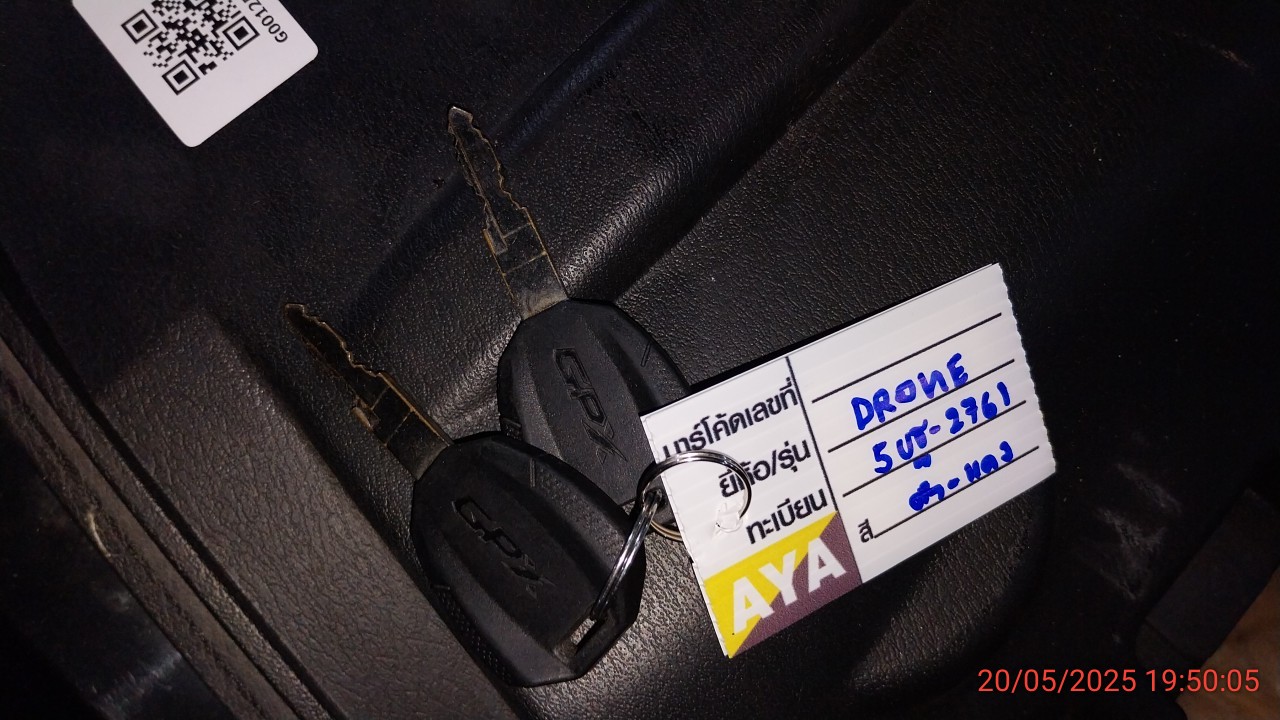 G0012
GPX
GPX
บาร์โค้ดเลขที่
ยี่ห้อ/รุ่น DRONE
ทะเบียน 5 ขฐ-2761
สี ดำ-แดง
AYA
20/05/2025 19:50:05